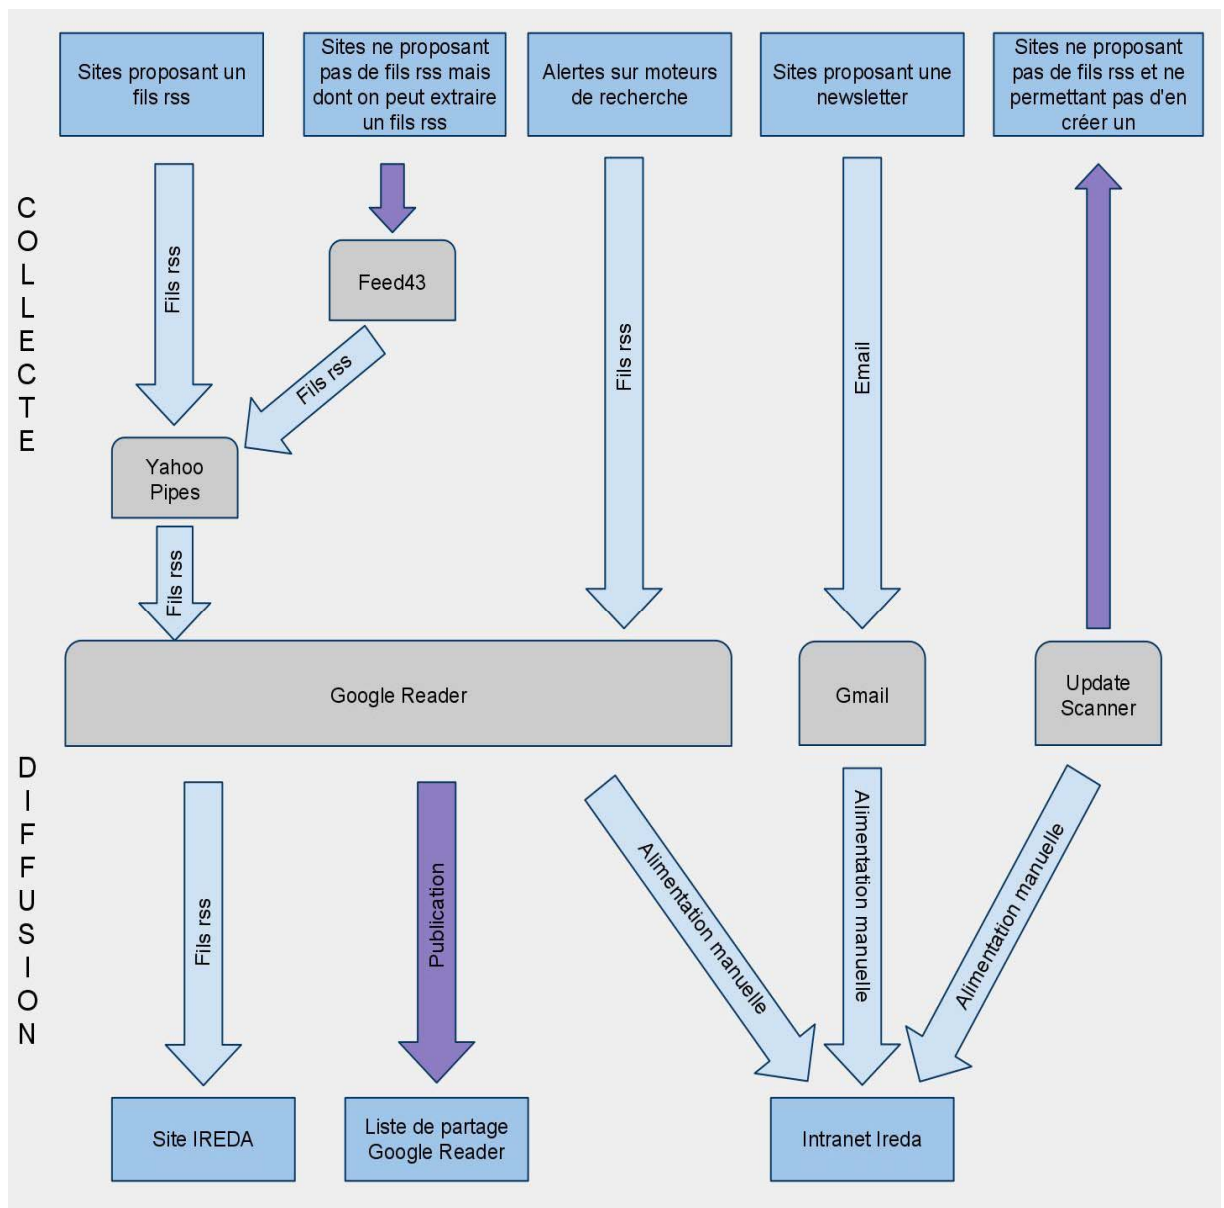 Sites proposant un
fils rss
Sites ne proposant
pas de fils rss mais
dont on peut extraire
un fils rss
Alertes sur moteurs
de recherche
Sites proposant une
newsletter
Sites ne proposant
pas de fils rss et ne
permettant pas d'en
créer un
COLLECTE
Fils rss
Feed43
Fils rss
Fils rss
Email
Yahoo
Pipes
Fils rss
Google Reader
Gmail
Update
Scanner
DIFFUSION
Fils rss
Publication
Alimentation manuelle
Alimentation manuelle
Alimentation manuelle
Site IREDA
Liste de partage
Google Reader
Intranet Ireda